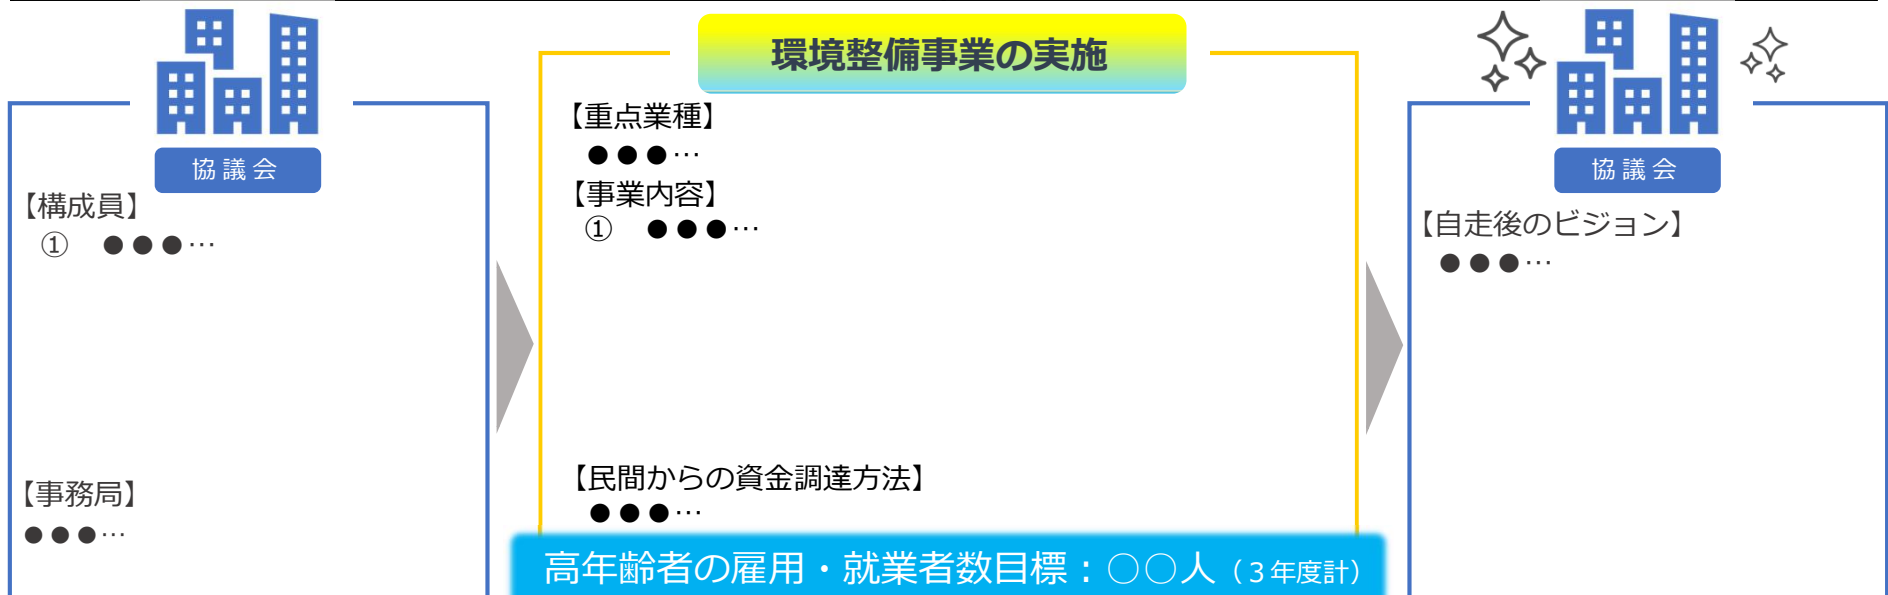 協議会
【構成員】
① ●●●…
【事務局】
●●●…
環境整備事業の実施
【重点業種】
●●●…
【事業内容】
① ●●●…
【民間からの資金調達方法】
●●●…
高年齢者の雇用・就業者数目標：○○人（３年度計）
協議会
【自走後のビジョン】
●●●…